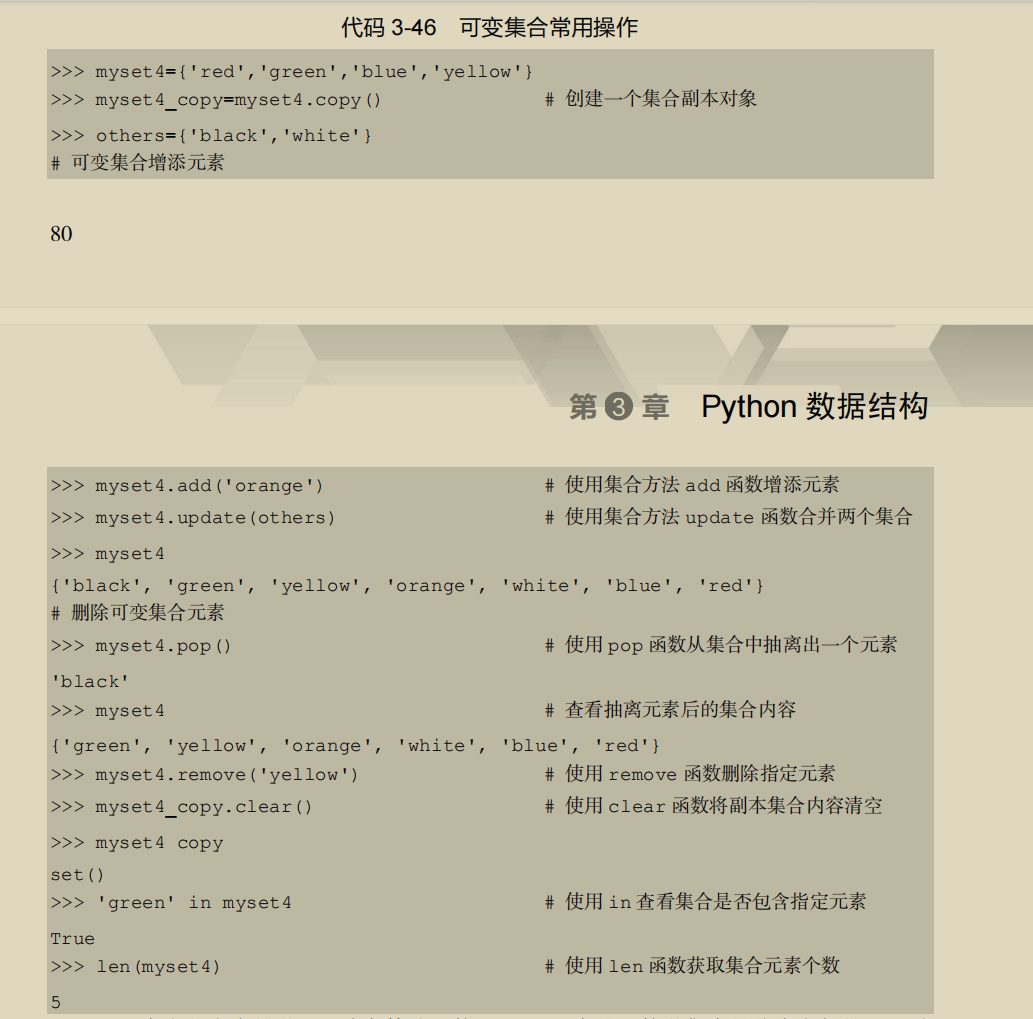 代码 3-46 可变集合常用操作
>>> myset4={'red','green','blue','yellow'}
>>> myset4_copy=myset4.copy() # 创建一个集合副本对象
>>> others={'black','white'}
# 可变集合增添元素
80
第 3 章 Python 数据结构
>>> myset4.add('orange') # 使用集合方法 add 函数增添元素
>>> myset4.update(others) # 使用集合方法 update 函数合并两个集合
>>> myset4
{'black', 'green', 'yellow', 'orange', 'white', 'blue', 'red'}
# 删除可变集合元素
>>> myset4.pop() # 使用 pop 函数从集合中抽离出一个元素
'black'
>>> myset4 # 查看抽离元素后的集合内容
{'green', 'yellow', 'orange', 'white', 'blue', 'red'}
>>> myset4.remove('yellow') # 使用 remove 函数删除指定元素
>>> myset4_copy.clear() # 使用 clear 函数将副本集合内容清空
>>> myset4 copy
set()
>>> 'green' in myset4 # 使用 in 查看集合是否包含指定元素
True
>>> len(myset4) # 使用 len 函数获取集合元素个数
5